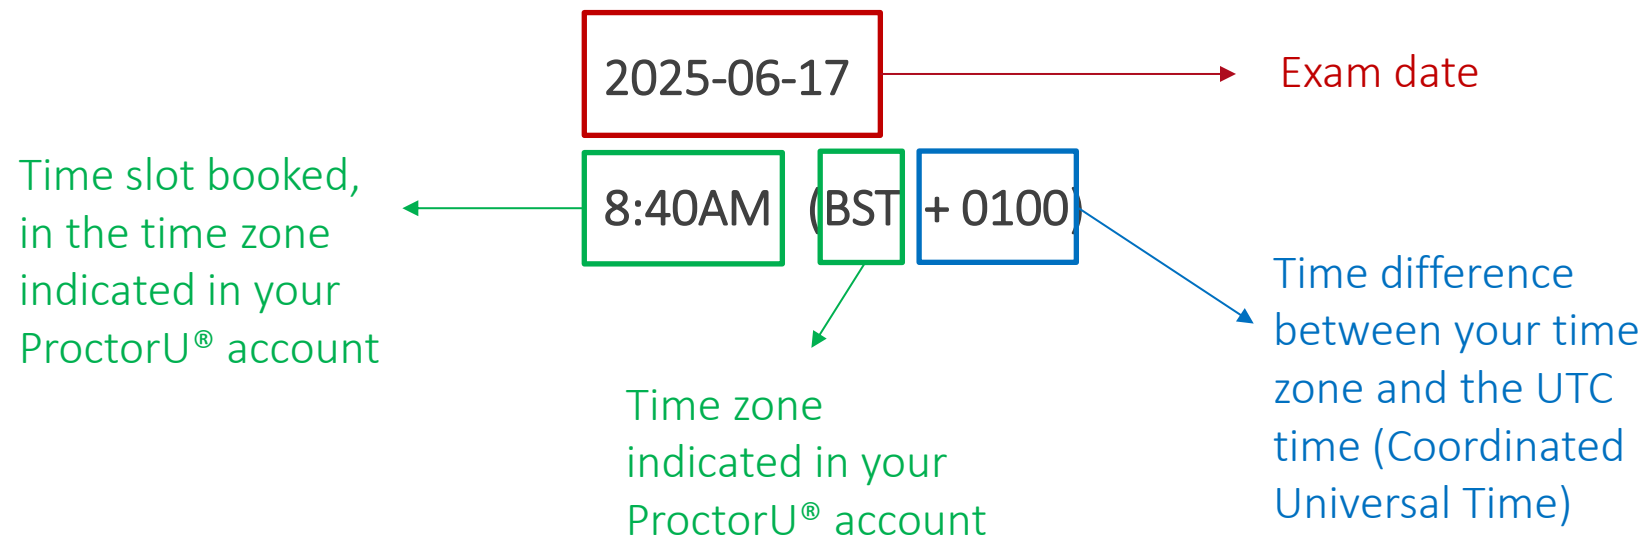 2025-06-17
Exam date
Time slot booked,
in the time zone
indicated in your
ProctorU® account
8:40AM (BST + 0100)
Time zone
indicated in your
ProctorU® account
Time difference
between your time
zone and the UTC
time (Coordinated
Universal Time)